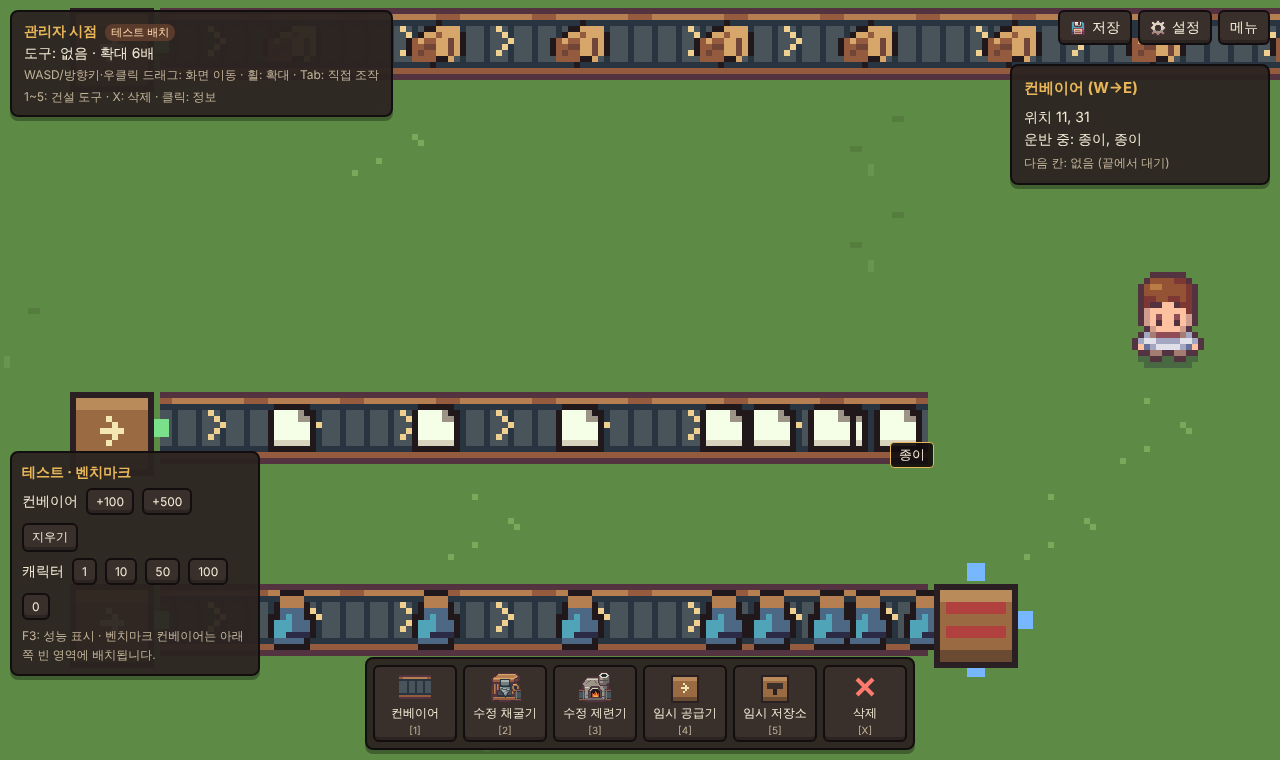 관리자 시점 테스트 배치
도구: 없음 · 확대 6배
WASD/방향키·우클릭 드래그: 화면 이동 · 휠: 확대 · Tab: 직접 조작
1~5: 건설 도구 · X: 삭제 · 클릭: 정보
저장 설정 메뉴
컨베이어 (W→E)
위치 11, 31
운반 중: 종이, 종이
다음 칸: 없음 (끝에서 대기)
종이
테스트 · 벤치마크
컨베이어 +100 +500
지우기
캐릭터 1 10 50 100
0
F3: 성능 표시 · 벤치마크 컨베이어는 아래
쪽 빈 영역에 배치됩니다.
컨베이어 수정 채굴기 수정 제련기 임시 공급기 임시 저장소 삭제
[1] [2] [3] [4] [5] [X]